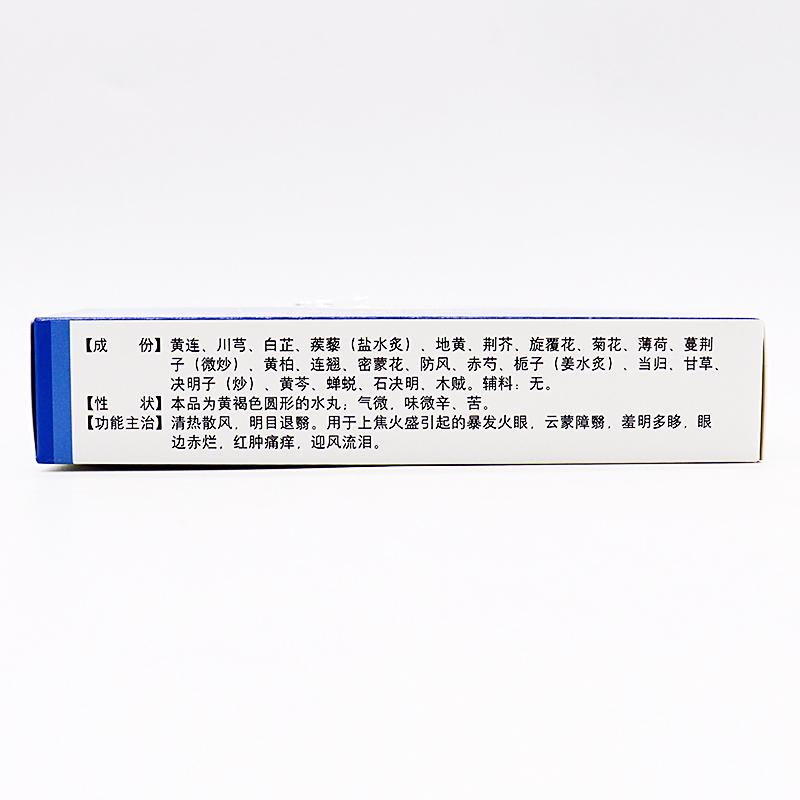 【成 份】黄连、川芎、白芷、蒺藜（盐水炙）、地黄、荆芥、旋覆花、菊花、薄荷、蔓荆
子（微炒）、黄柏、连翘、密蒙花、防风、赤芍、栀子（姜水炙）、当归、甘草、
决明子（炒）、黄芩、蝉蜕、石决明、木贼。辅料：无。
【性 状】本品为黄褐色圆形的水丸；气微，味微辛、苦。
【功能主治】清热散风，明目退翳。用于上焦火盛引起的暴发火眼，云蒙障翳，羞明多眵，眼
边赤烂，红肿痛痒，迎风流泪。